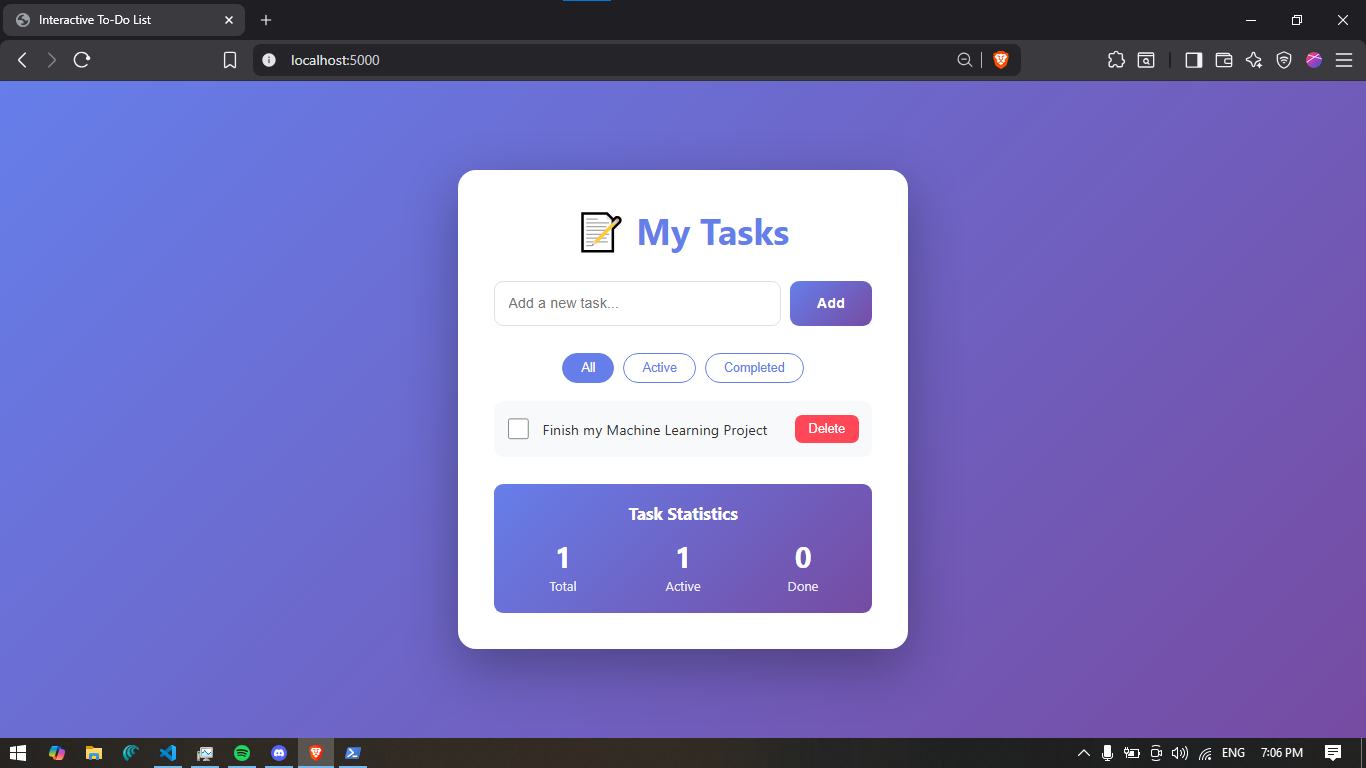 Interactive To-Do List
localhost:5000
My Tasks
Add a new task...
Add
All
Active
Completed
Finish my Machine Learning Project
Delete
Task Statistics
1
1
0
Total
Active
Done
ENG
7:06 PM